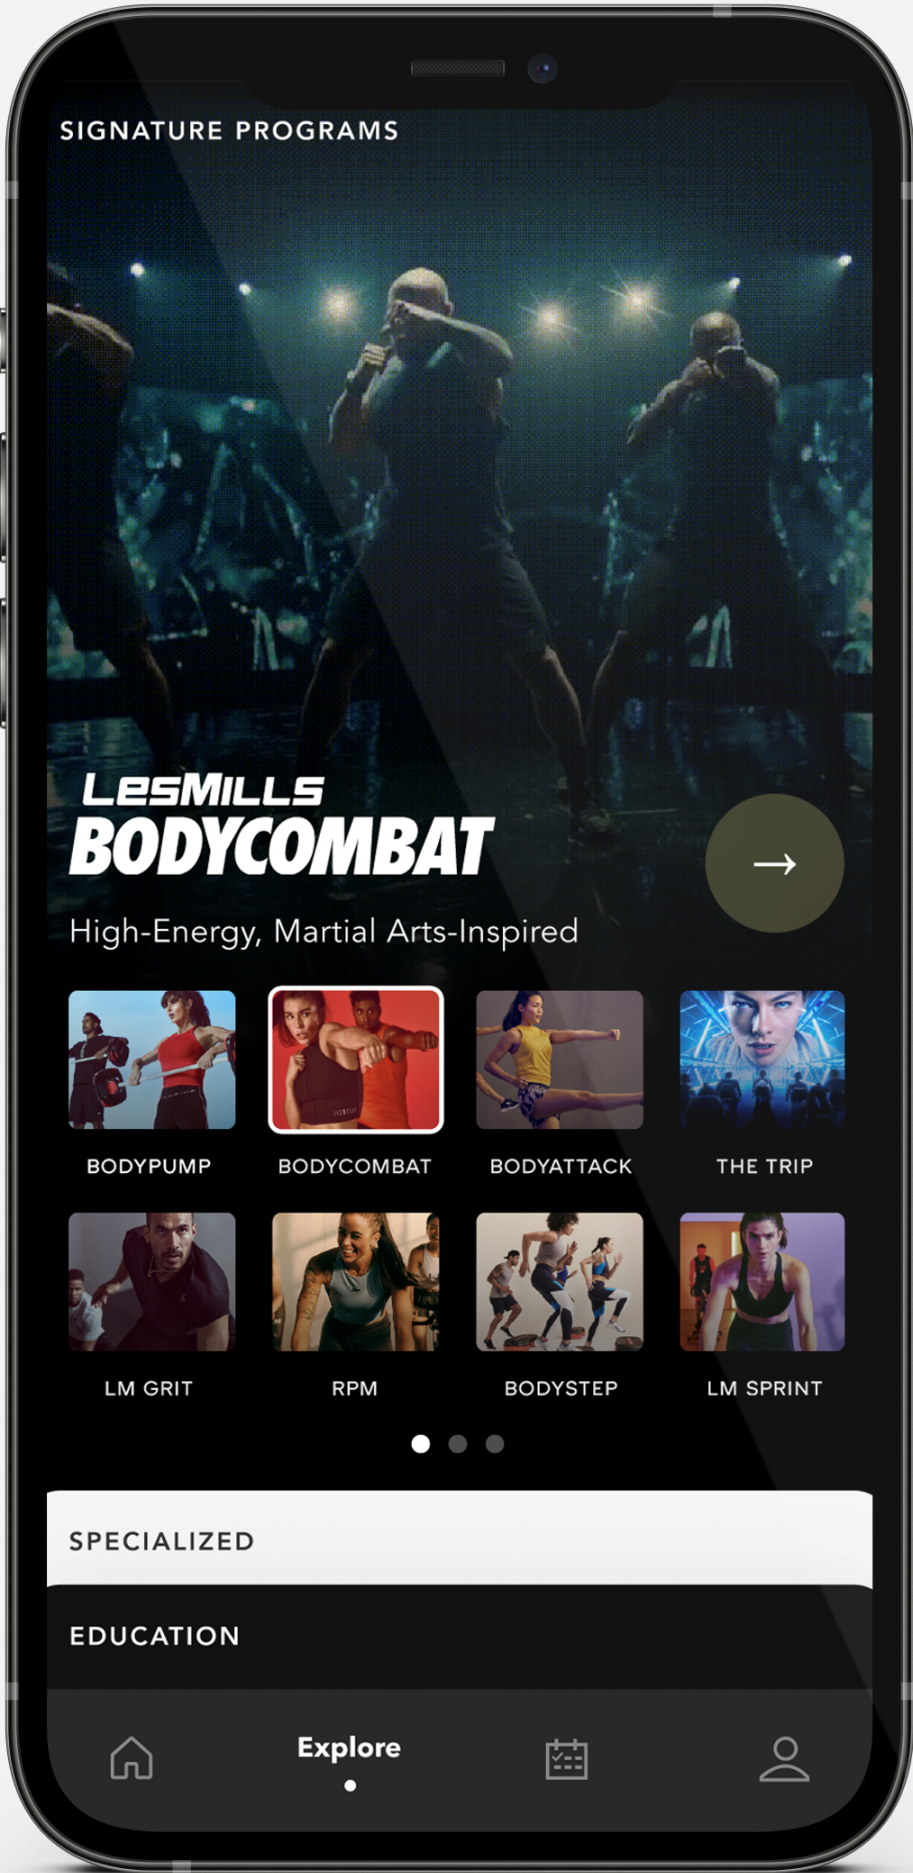 SIGNATURE PROGRAMS
LesMILLS
BODYCOMBAT
High-Energy, Martial Arts-Inspired
BODYPUMP
BODYCOMBAT
BODYATTACK
THE TRIP
LM GRIT
RPM
BODYSTEP
LM SPRINT
SPECIALIZED
EDUCATION
Explore